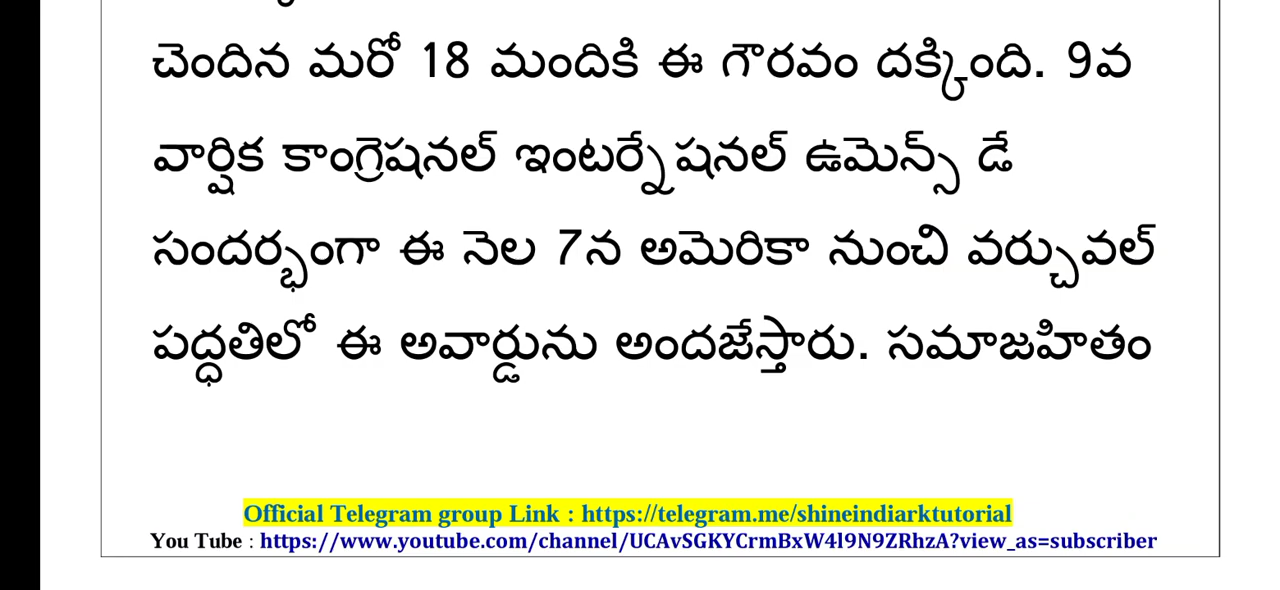 చెందిన మరో 18 మందికి ఈ గౌరవం దక్కింది. 9వ
వార్షిక కాంగ్రెషనల్ ఇంటర్నేషనల్ ఉమెన్స్ డే
సందర్భంగా ఈ నెల 7న అమెరికా నుంచి వర్చువల్
పద్ధతిలో ఈ అవార్డును అందజేస్తారు. సమాజహితం
Official Telegram group Link : https://telegram.me/shineindiarktutorial
You Tube : https://www.youtube.com/channel/UCAvSGKYCrmBxW4l9N9ZRhzA?view_as=subscriber